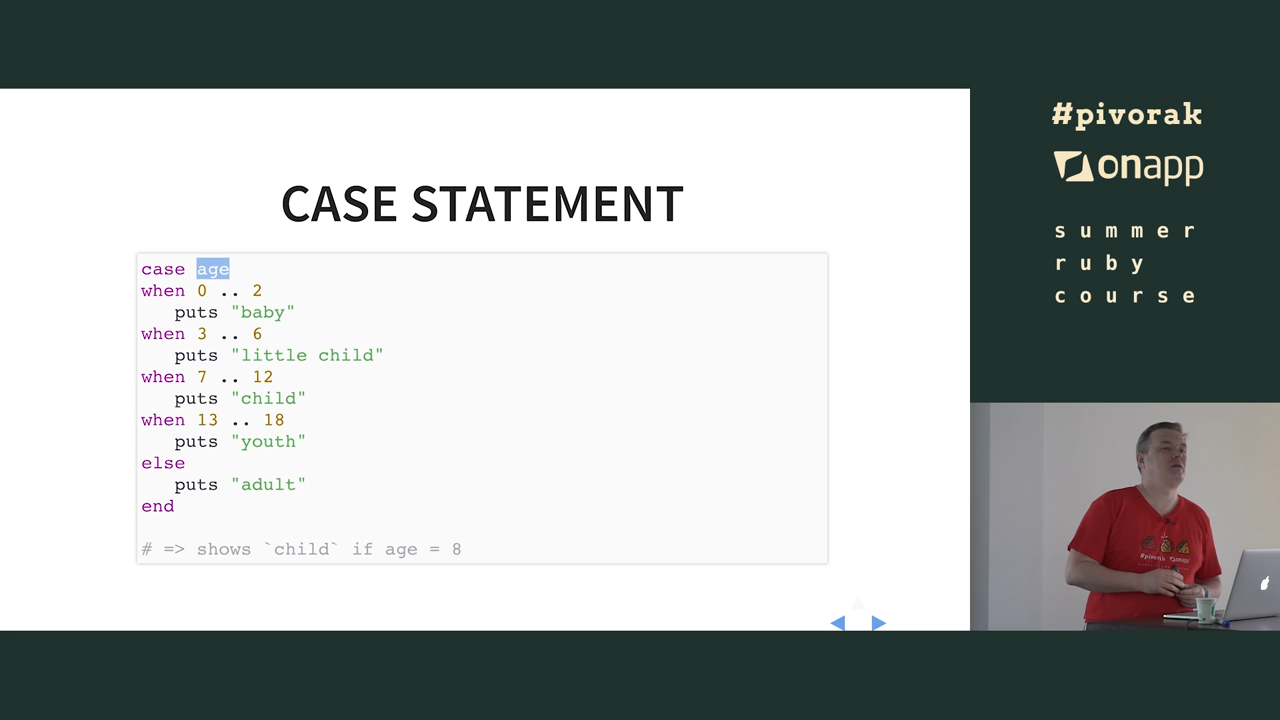 CASE STATEMENT
case age
when 0 .. 2
   puts "baby"
when 3 .. 6
   puts "little child"
when 7 .. 12
   puts "child"
when 13 .. 18
   puts "youth"
else
   puts "adult"
end
# => shows `child` if age = 8
#pivorak
onapp
summer
ruby
course
#pivorak onapp